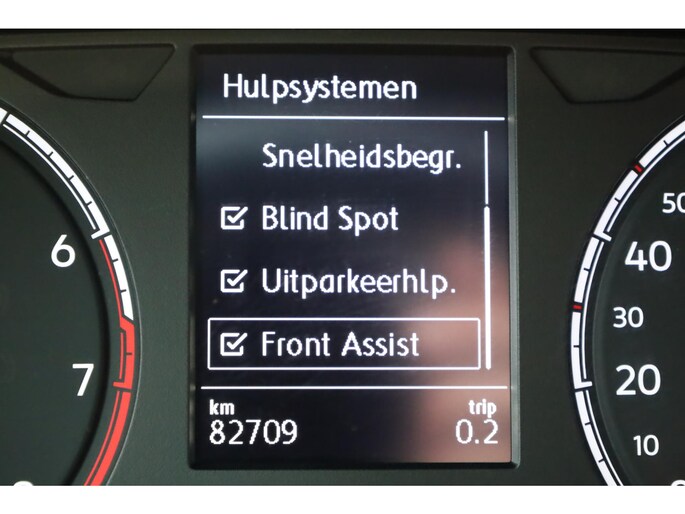 Hulpsystemen
Snelheidsbegr.
Blind Spot
Uitparkeerhlp.
Front Assist
km trip
82709 0.2
6
7
50
40
30
20
10